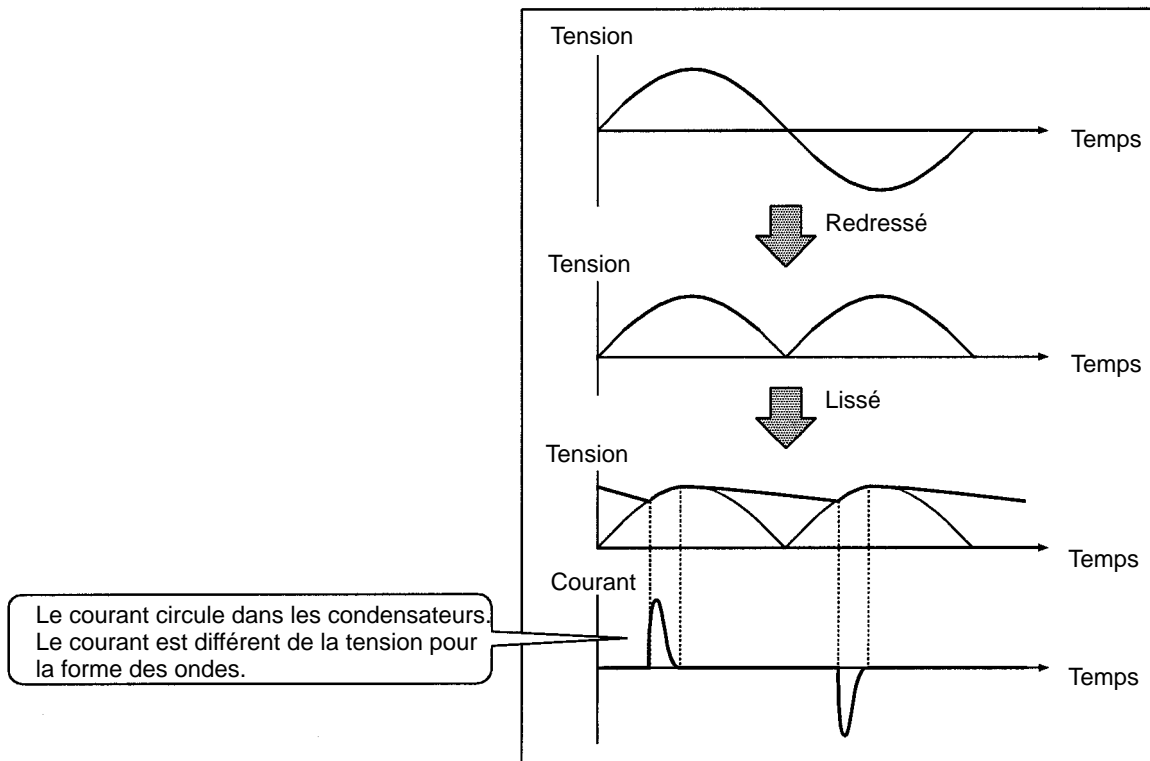 Tension
Temps
Redressé
Tension
Temps
Lissé
Tension
Temps
Courant
Le courant circule dans les condensateurs.
Le courant est différent de la tension pour
la forme des ondes.
Temps